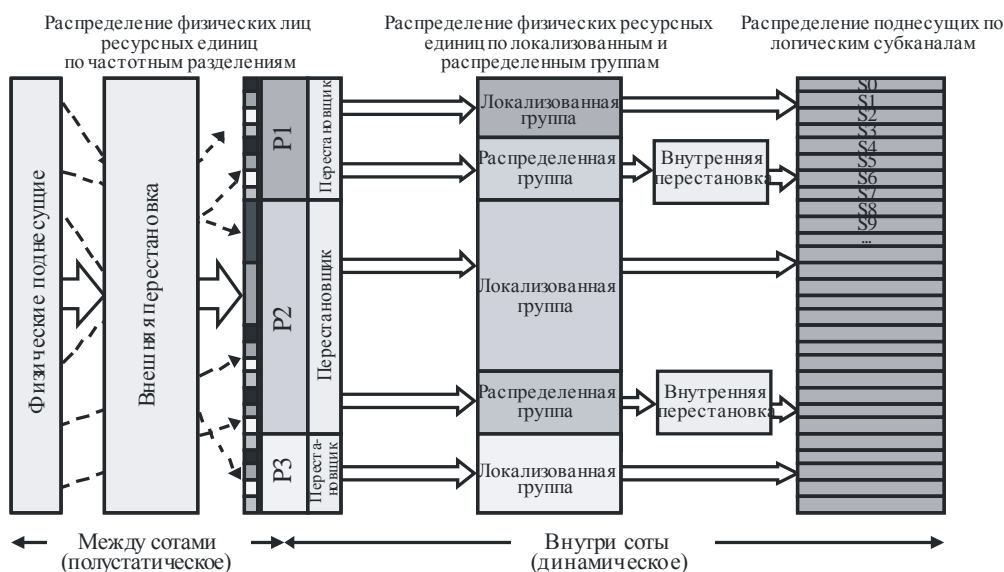 Распределение физических лиц
ресурсных единиц
по частотным разделениям
Распределение физических ресурсных
единиц по локализованным и
распределенным группам
Распределение поднесущих по
логическим субканалам
Физические поднесущие
Внешняя перестановка
P1
Перестановщик
P2
Перестановщик
P3
Переста-
новщик
Локализованная
группа
Распределенная
группа
Внутренняя
перестановка
Локализованная
группа
Распределенная
группа
Внутренняя
перестановка
Локализованная
группа
S0
S1
S2
S3
S4
S5
S6
S7
S8
S9
...
Между сотами
(полустатическое)
Внутри соты
(динамическое)